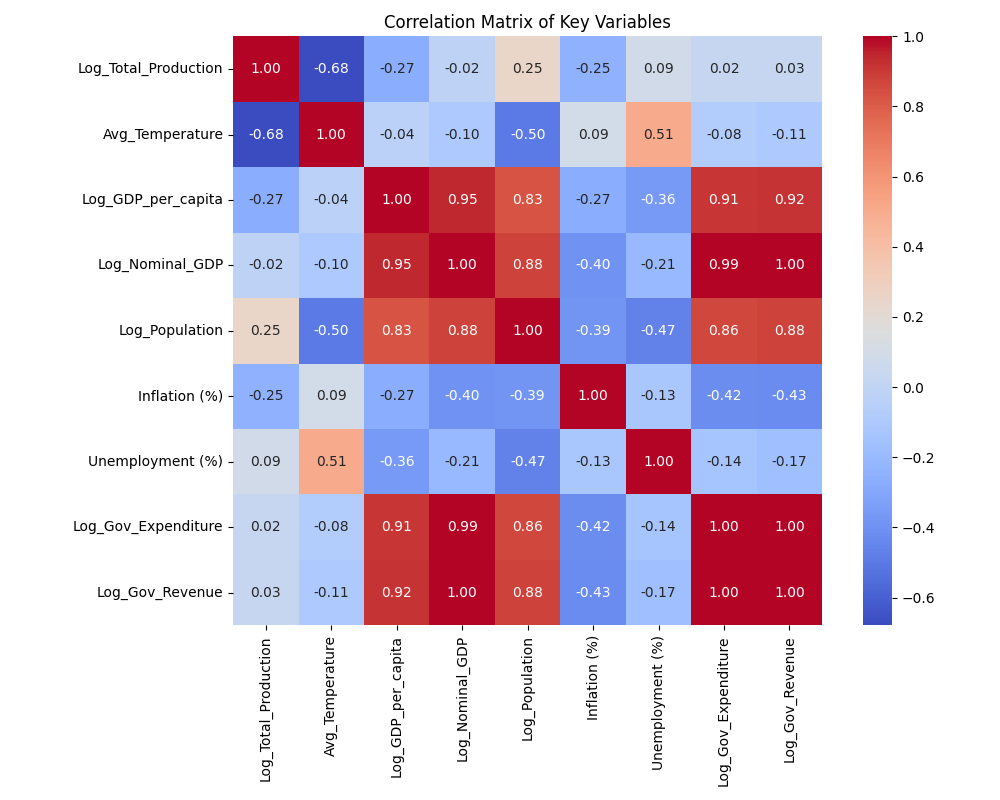 Correlation Matrix of Key Variables
Log_Total_Production 1.00 -0.68 -0.27 -0.02 0.25 -0.25 0.09 0.02 0.03
Avg_Temperature -0.68 1.00 -0.04 -0.10 -0.50 0.09 0.51 -0.08 -0.11
Log_GDP_per_capita -0.27 -0.04 1.00 0.95 0.83 -0.27 -0.36 0.91 0.92
Log_Nominal_GDP -0.02 -0.10 0.95 1.00 0.88 -0.40 -0.21 0.99 1.00
Log_Population 0.25 -0.50 0.83 0.88 1.00 -0.39 -0.47 0.86 0.88
Inflation (%) -0.25 0.09 -0.27 -0.40 -0.39 1.00 -0.13 -0.42 -0.43
Unemployment (%) 0.09 0.51 -0.36 -0.21 -0.47 -0.13 1.00 -0.14 -0.17
Log_Gov_Expenditure 0.02 -0.08 0.91 0.99 0.86 -0.42 -0.14 1.00 1.00
Log_Gov_Revenue 0.03 -0.11 0.92 1.00 0.88 -0.43 -0.17 1.00 1.00
Log_Total_Production
Avg_Temperature
Log_GDP_per_capita
Log_Nominal_GDP
Log_Population
Inflation (%)
Unemployment (%)
Log_Gov_Expenditure
Log_Gov_Revenue
1.0
0.8
0.6
0.4
0.2
0.0
−0.2
−0.4
−0.6